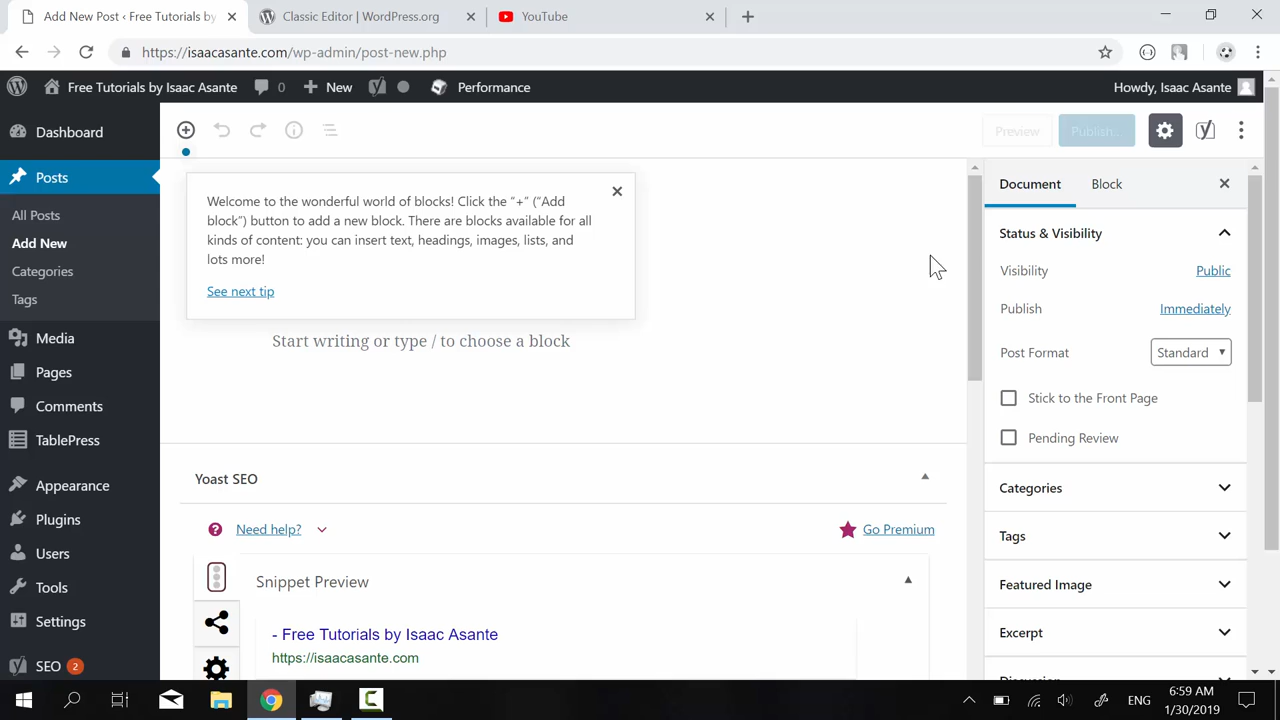 Add New Post ‹ Free Tutorials by
Classic Editor | WordPress.org
YouTube
https://isaacasante.com/wp-admin/post-new.php
Free Tutorials by Isaac Asante
0
New
Performance
Howdy, Isaac Asante
Dashboard
Posts
All Posts
Add New
Categories
Tags
Media
Pages
Comments
TablePress
Appearance
Plugins
Users
Tools
Settings
SEO 2
Preview
Publish...
Welcome to the wonderful world of blocks! Click the “+” (“Add
block”) button to add a new block. There are blocks available for all
kinds of content: you can insert text, headings, images, lists, and
lots more!
See next tip
Start writing or type / to choose a block
Yoast SEO
Need help?
Go Premium
Snippet Preview
- Free Tutorials by Isaac Asante
https://isaacasante.com
Document
Block
Status & Visibility
Visibility
Public
Publish
Immediately
Post Format
Standard
Stick to the Front Page
Pending Review
Categories
Tags
Featured Image
Excerpt
Discussion
ENG
6:59 AM
1/30/2019